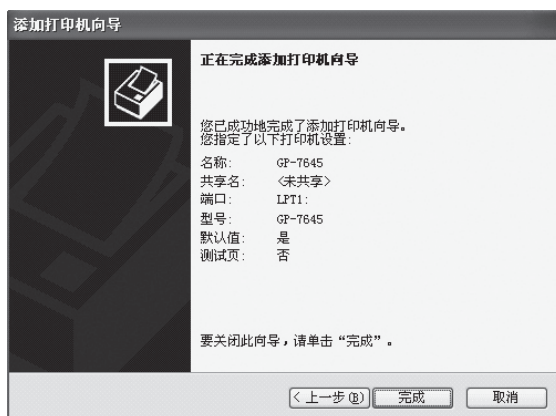 添加打印机向导
正在完成添加打印机向导
您已成功地完成了添加打印机向导。
您指定了以下打印机设置:
名称: GP-7645
共享名: <未共享>
端口: LPT1:
型号: GP-7645
默认值: 是
测试页: 否
要关闭此向导，请单击“完成”。
< 上一步(B) 完成 取消